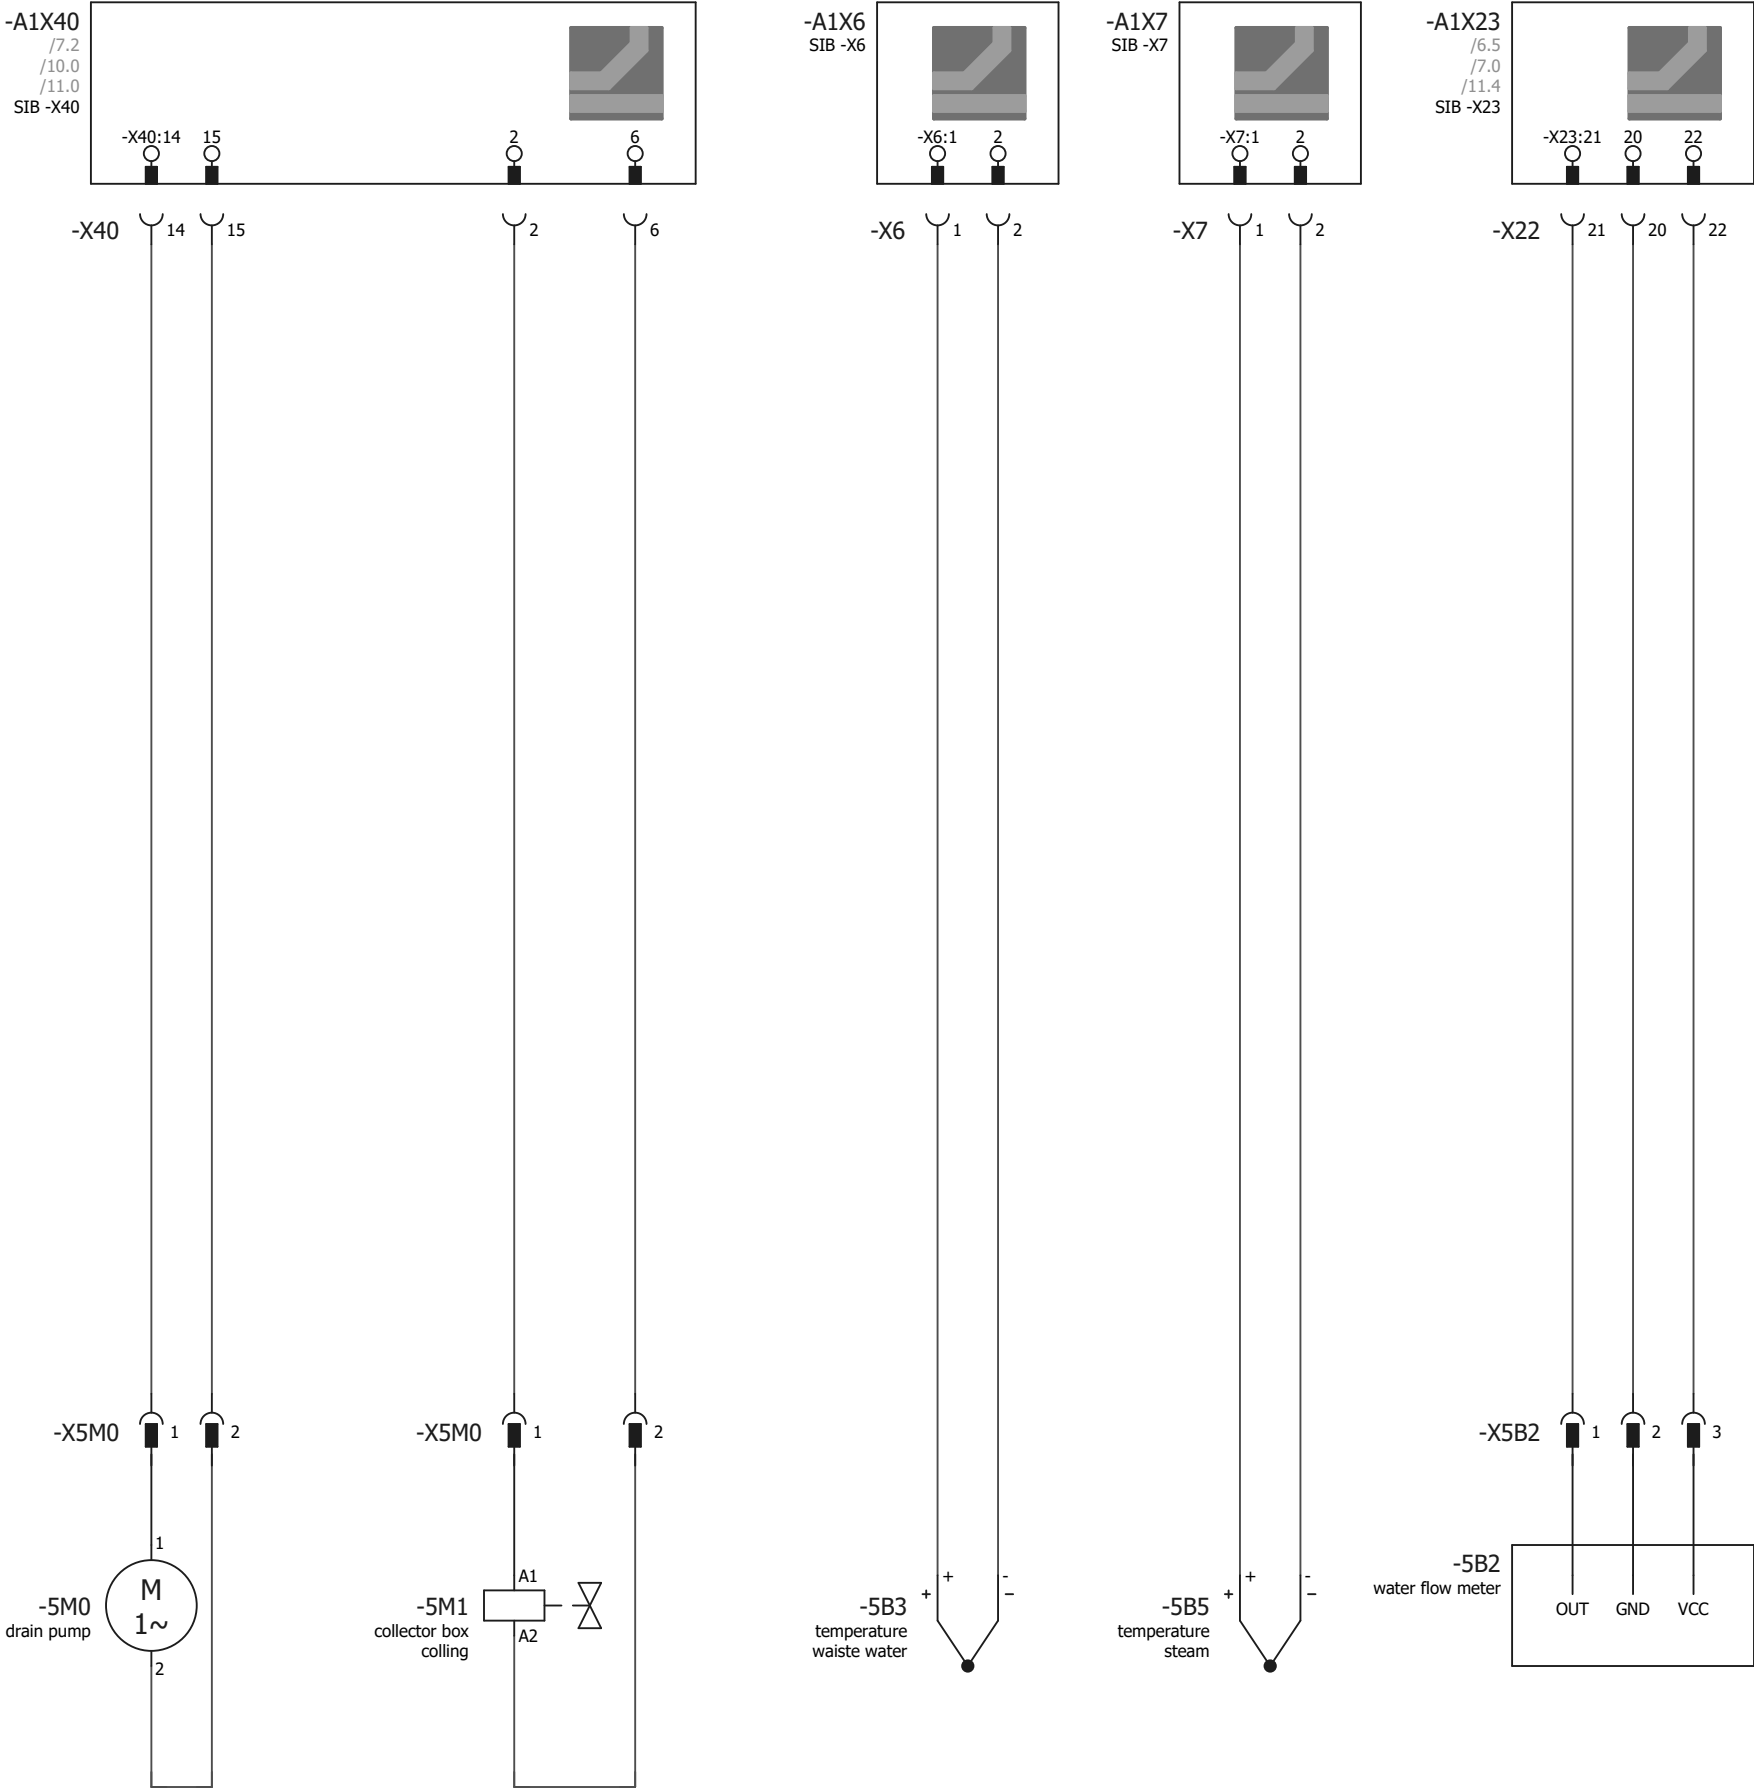 -A1X40
/7.2
/10.0
/11.0
SIB -X40
-X40:14 15 2 6
-A1X6
SIB -X6
-X6:1 2
-A1X7
SIB -X7
-X7:1 2
-A1X23
/6.5
/7.0
/11.4
SIB -X23
-X23:21 20 22
-X40 14 15 2 6
-X6 1 2
-X7 1 2
-X22 21 20 22
-X5M0 1 2
-X5M0 1 2
-X5B2 1 2 3
1
M
1~
2
-5M0
drain pump
A1
A2
-5M1
collector box
colling
+ -
+ −
-5B3
temperature
waiste water
+ -
+ −
-5B5
temperature
steam
-5B2
water flow meter
OUT GND VCC